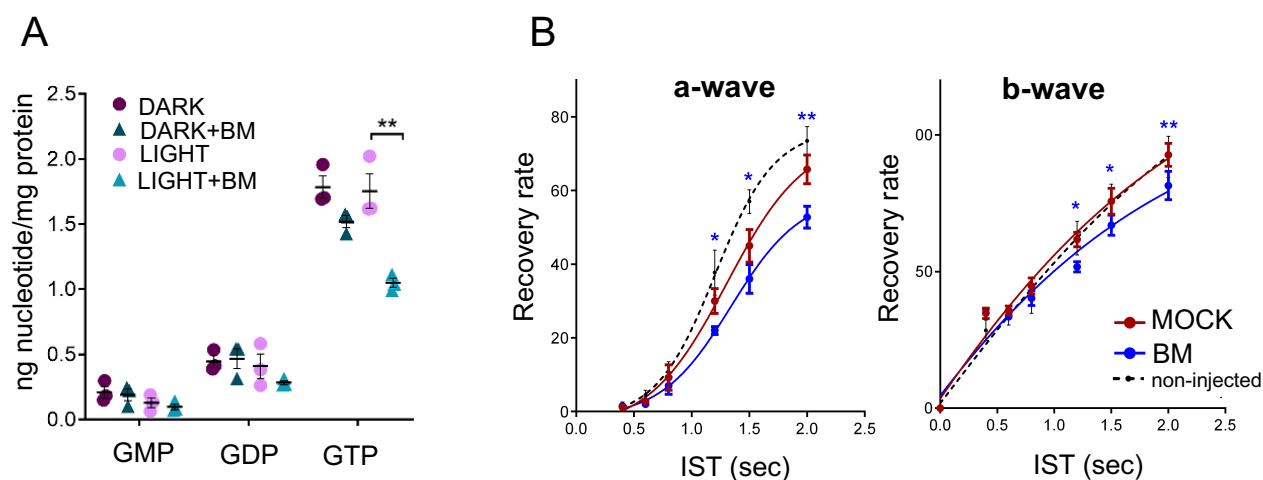 A
B
ng nucleotide/mg protein
2.5
2.0
1.5
1.0
0.5
0.0
DARK
DARK+BM
LIGHT
LIGHT+BM
**
GMP GDP GTP
a-wave
Recovery rate
80
60
40
20
0
* * **
0.0 0.5 1.0 1.5 2.0 2.5
IST (sec)
b-wave
Recovery rate
00
50
0
* * **
MOCK
BM
non-injected
0.0 0.5 1.0 1.5 2.0 2.5
IST (sec)